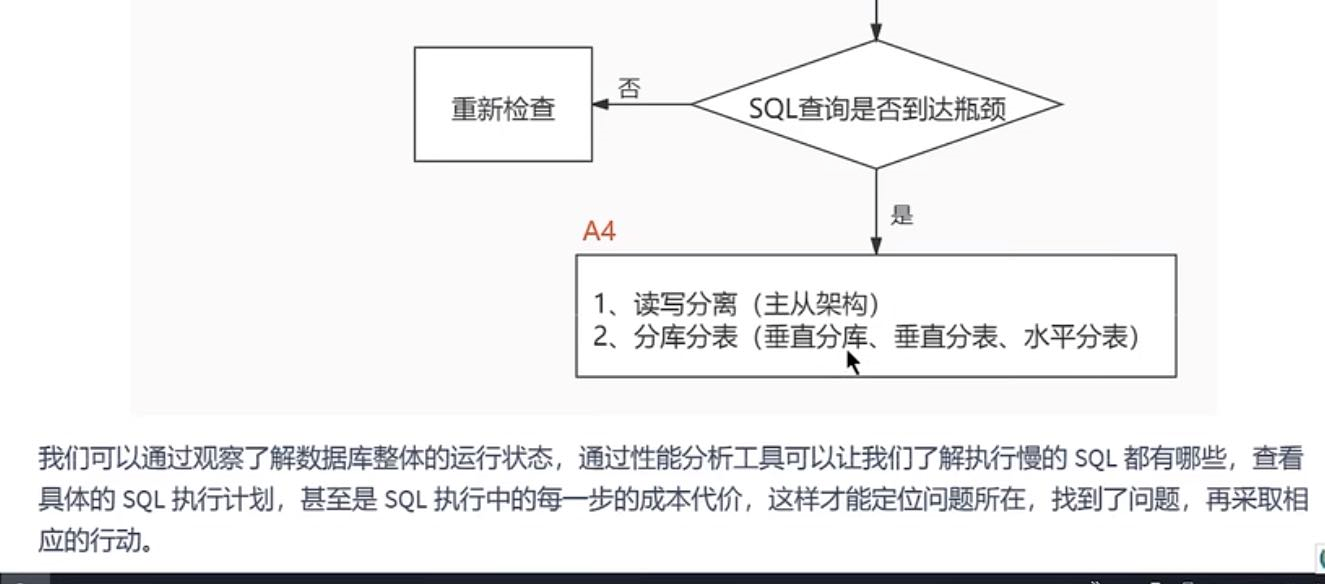 否
重新检查
SQL查询是否到达瓶颈
是
A4
1、读写分离（主从架构）
2、分库分表（垂直分库、垂直分表、水平分表）
我们可以通过观察了解数据库整体的运行状态，通过性能分析工具可以让我们了解执行慢的 SQL 都有哪些，查看
具体的 SQL 执行计划，甚至是 SQL 执行中的每一步的成本代价，这样才能定位问题所在，找到了问题，再采取相
应的行动。